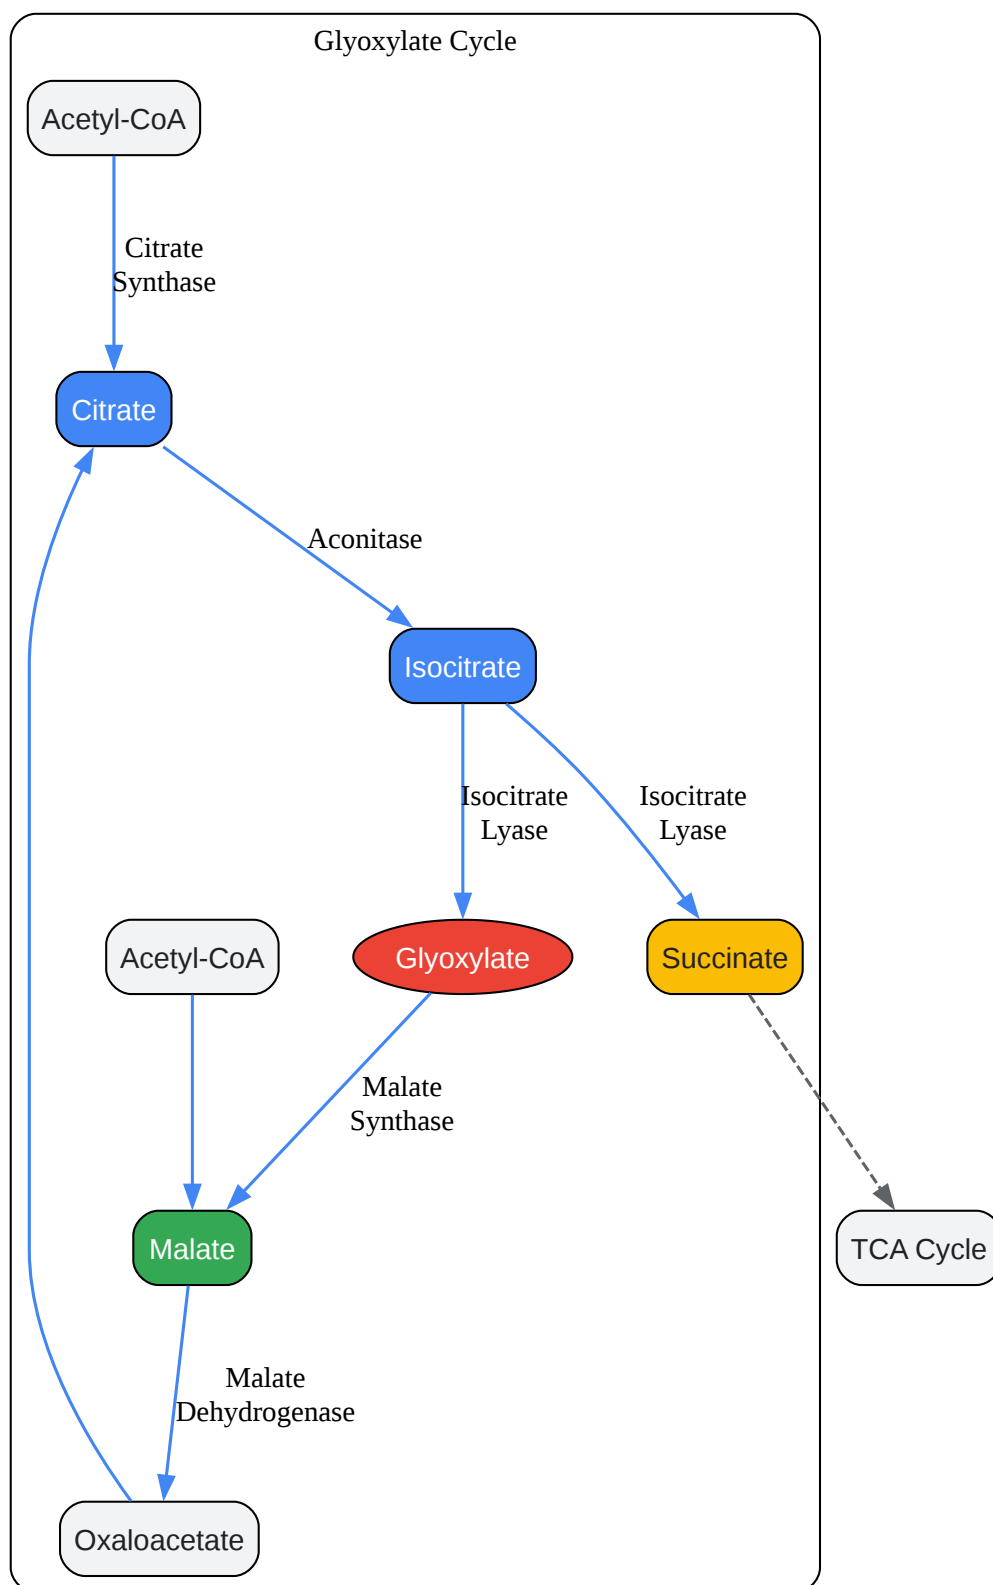 Glyoxylate Cycle
Acetyl-CoA
Citrate
Synthase
Citrate
Aconitase
Isocitrate
Isocitrate
Lyase
Isocitrate
Lyase
Acetyl-CoA
Glyoxylate
Succinate
Malate
Synthase
Malate
TCA Cycle
Malate
Dehydrogenase
Oxaloacetate